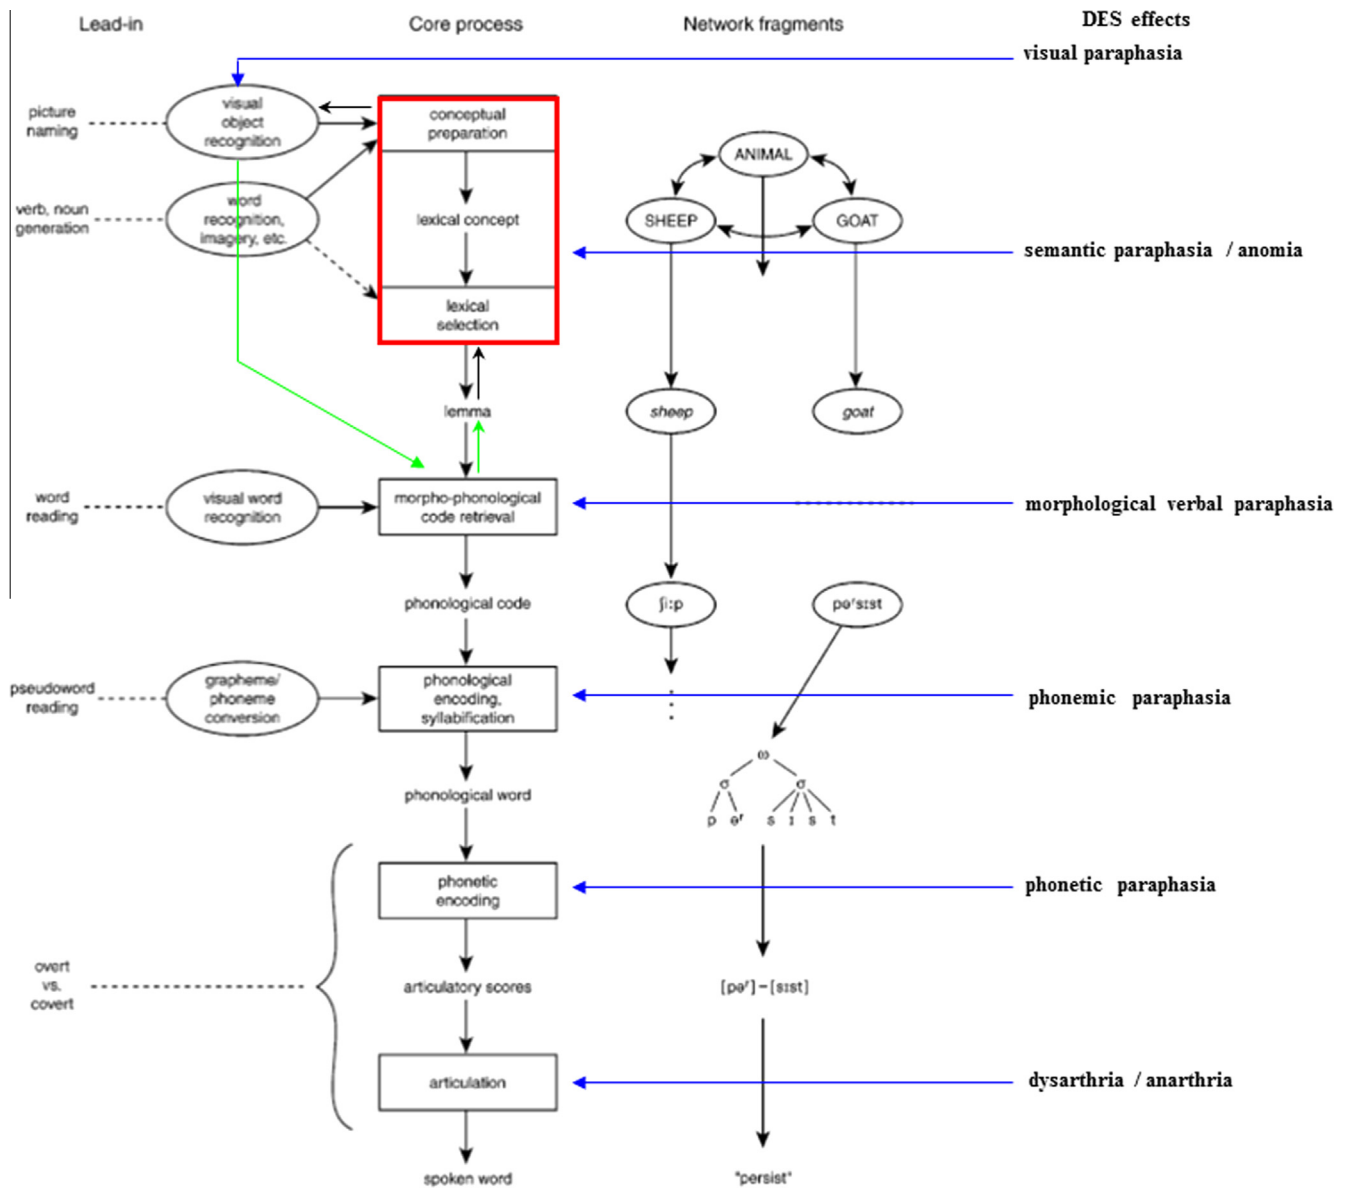 Lead-in
Core process
Network fragments
DES effects
visual paraphasia
picture
naming
visual
object
recognition
conceptual
preparation
ANIMAL
verb, noun
generation
word
recognition,
imagery, etc.
lexical concept
SHEEP
GOAT
semantic paraphasia / anomia
lexical
selection
lemma
sheep
goat
word
reading
visual word
recognition
morpho-phonological
code retrieval
morphological verbal paraphasia
phonological code
ʃiːp
pəʳsɪst
pseudoword
reading
grapheme/
phoneme
conversion
phonological
encoding,
syllabification
phonemic paraphasia
ω
σ σ
p əʳ s ɪ s t
phonological word
phonetic
encoding
phonetic paraphasia
overt
vs.
covert
articulatory scores
[pəʳ]–[sɪst]
articulation
dysarthria / anarthria
spoken word
"persist"